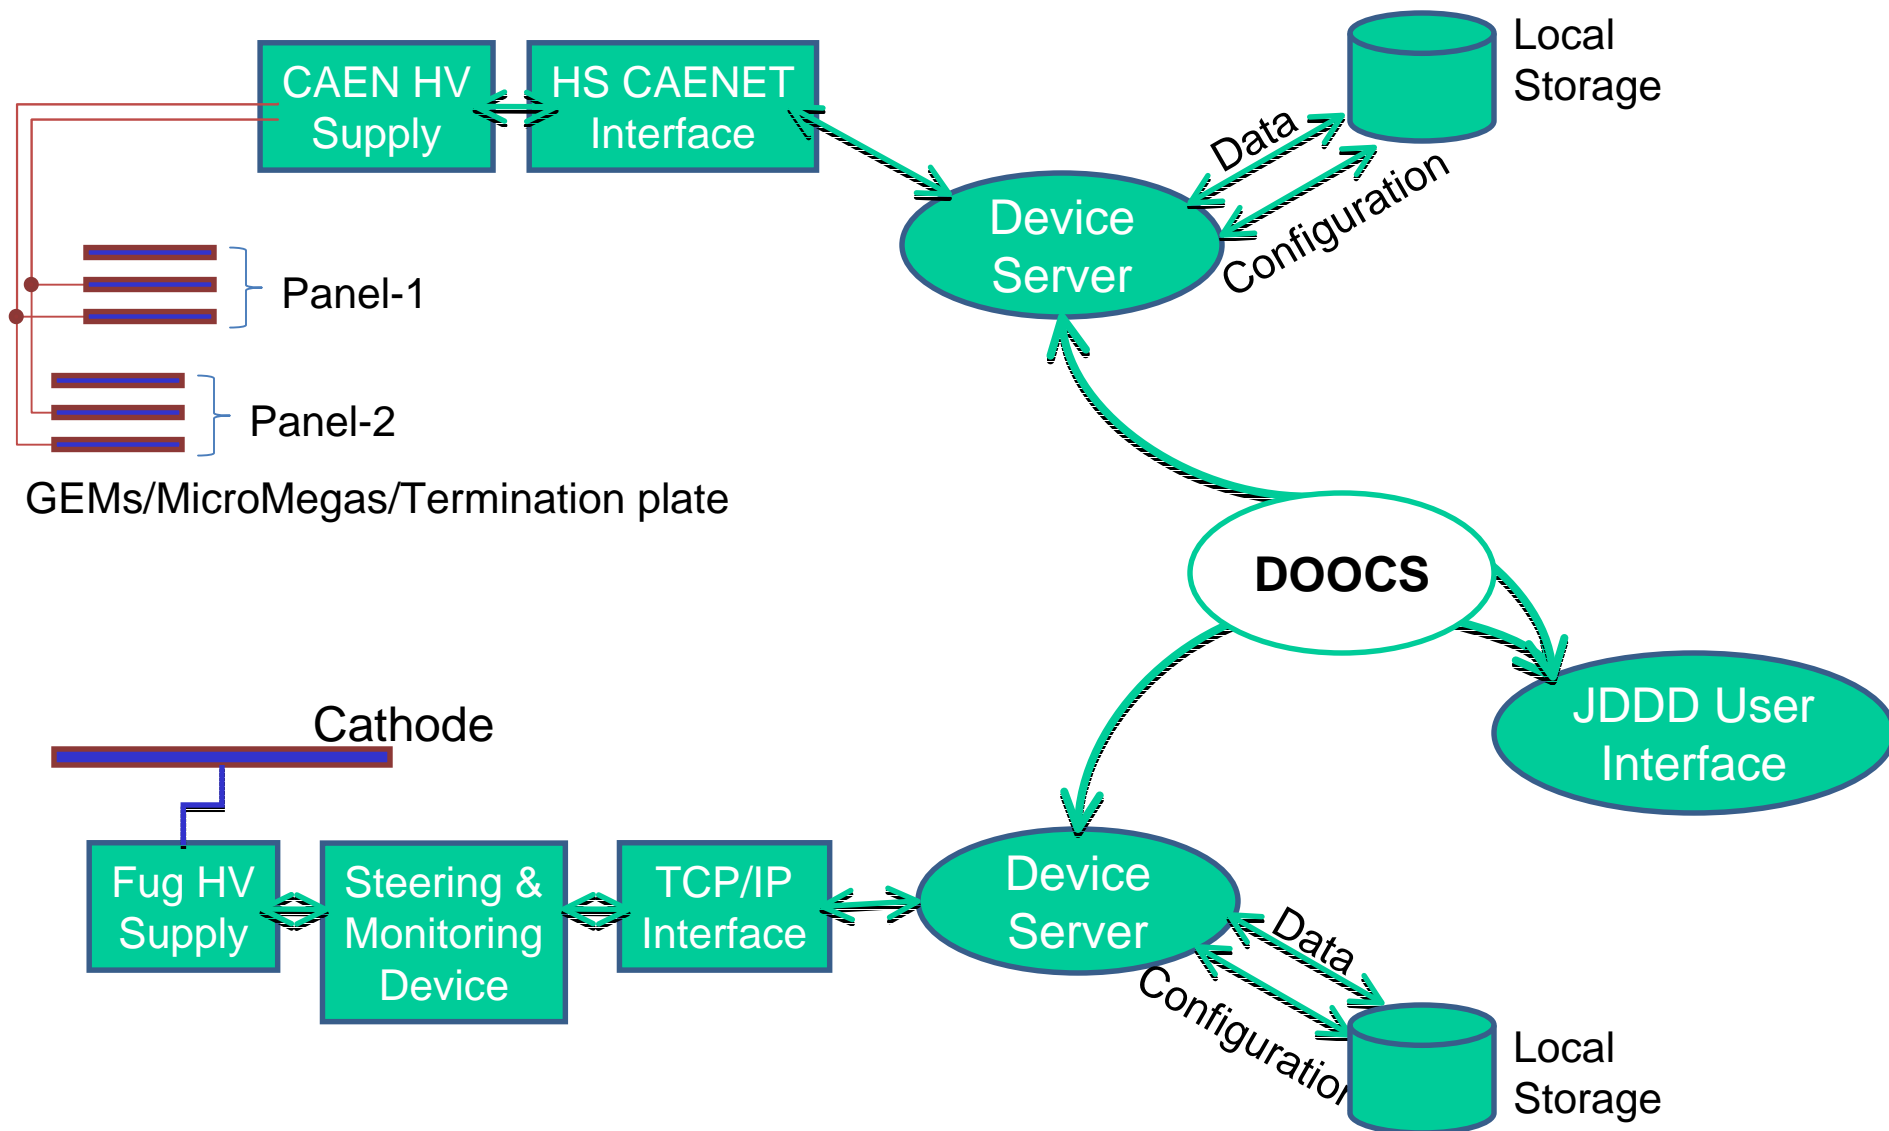 CAEN HV
Supply
HS CAENET
Interface
Local
Storage
Data
Configuration
Device
Server
Panel-1
Panel-2
GEMs/MicroMegas/Termination plate
DOOCS
JDDD User
Interface
Cathode
Fug HV
Supply
Steering &
Monitoring
Device
TCP/IP
Interface
Device
Server
Data
Configuration
Local
Storage